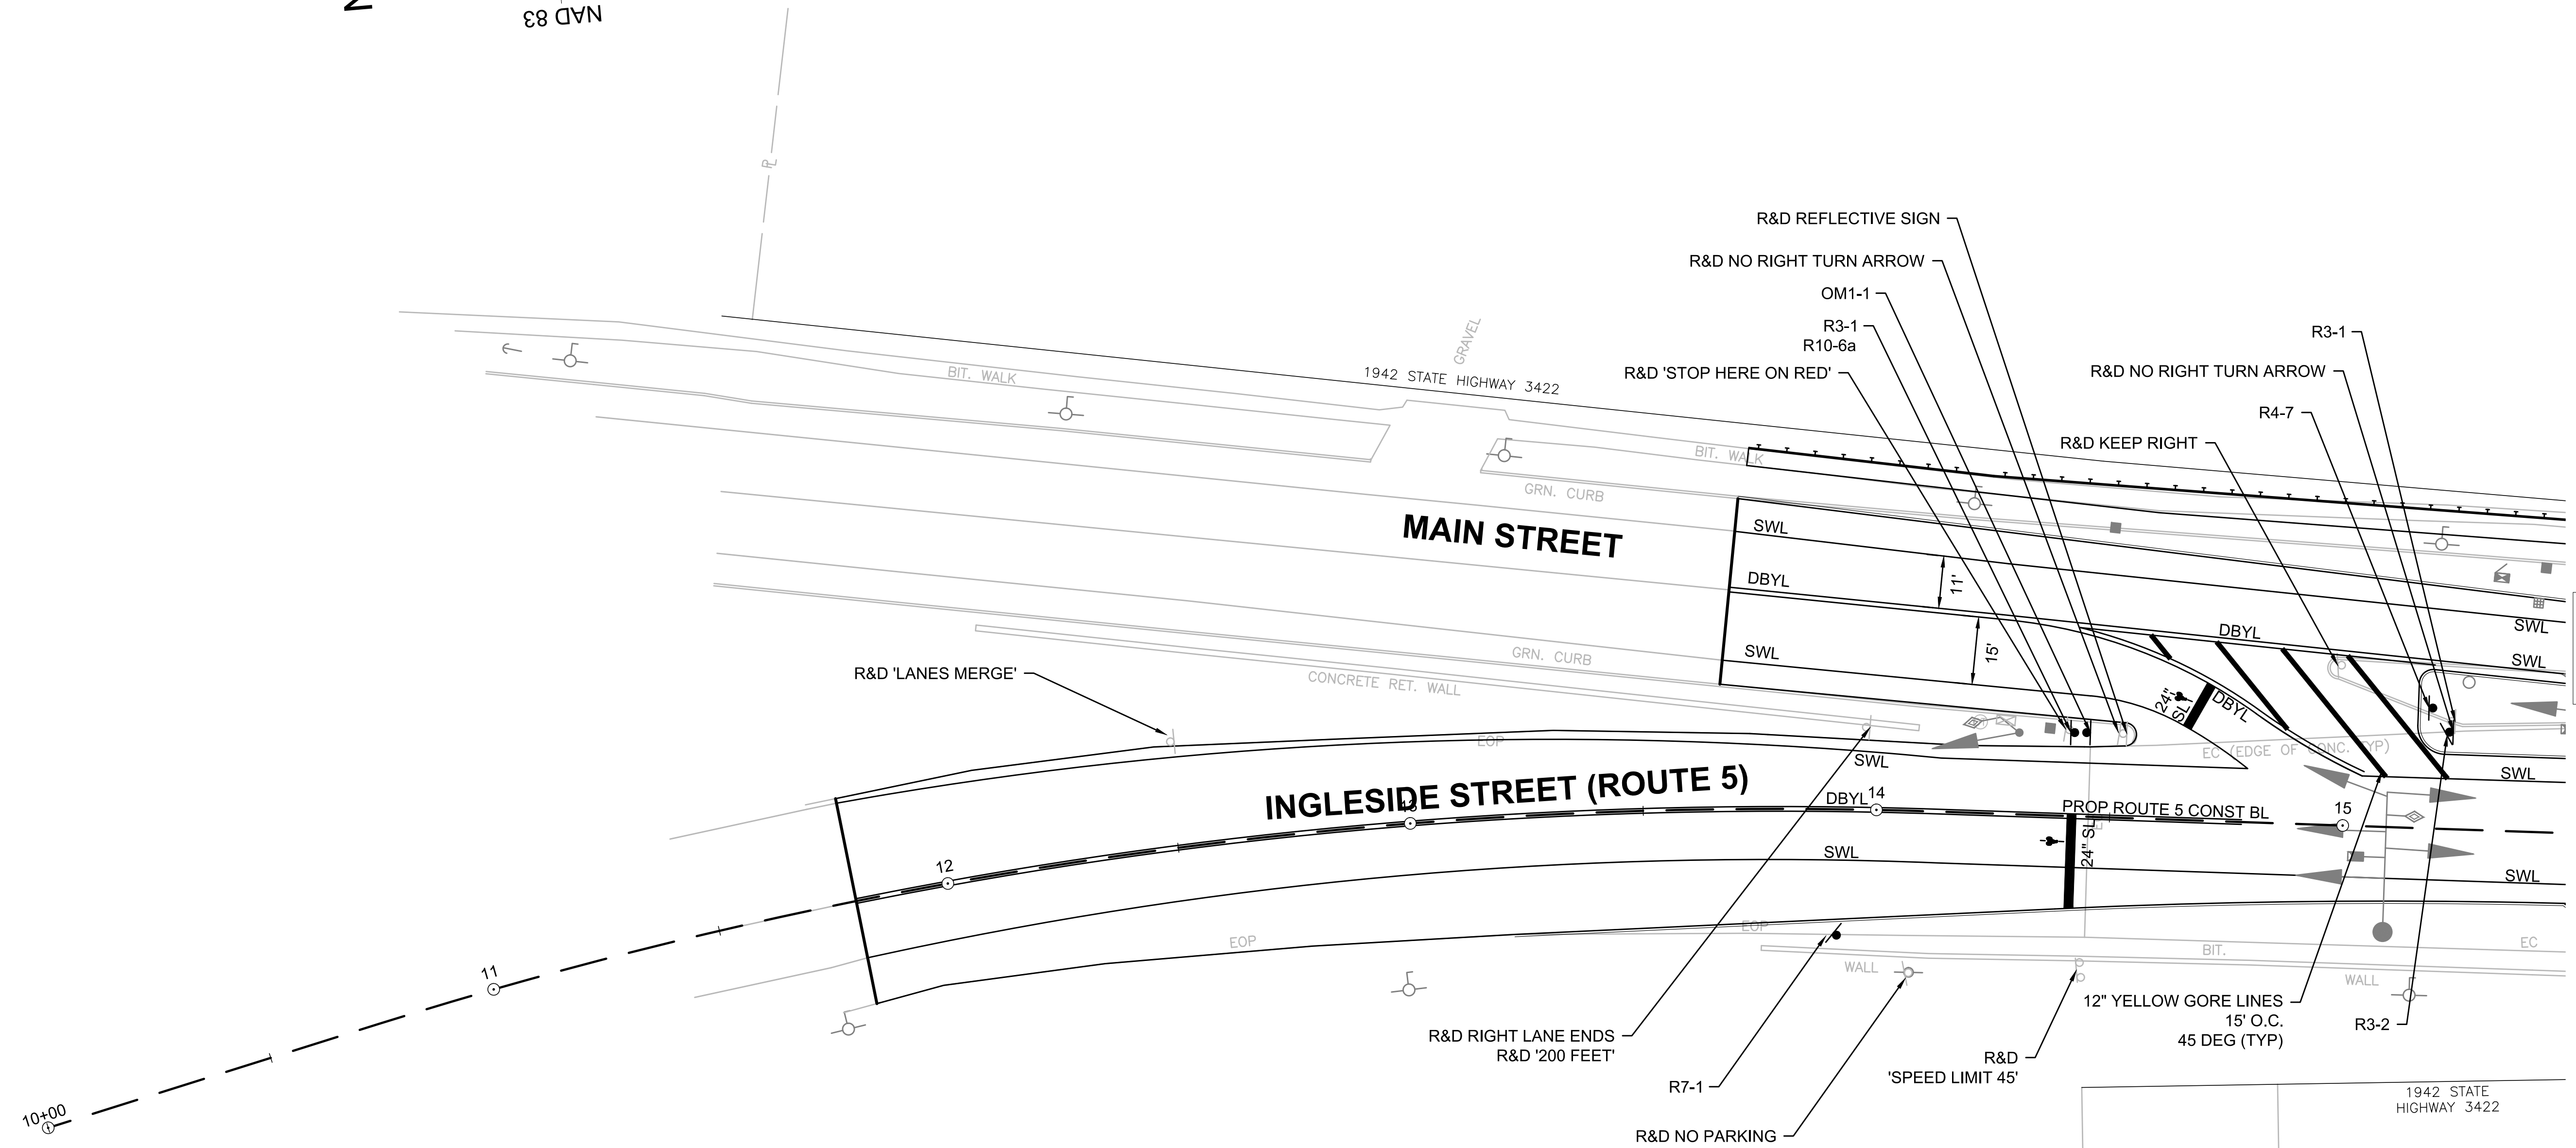 NAD 83
PL
R&D REFLECTIVE SIGN
R&D NO RIGHT TURN ARROW
OM1-1
R3-1
R10-6a
R&D 'STOP HERE ON RED'
R3-1
R&D NO RIGHT TURN ARROW
R4-7
R&D KEEP RIGHT
GRAVEL
1942 STATE HIGHWAY 3422
BIT. WALK
BIT. WALK
GRN. CURB
MAIN STREET
SWL
DBYL
11'
15'
SWL
DBYL
SWL
SWL
GRN. CURB
CONCRETE RET. WALL
R&D 'LANES MERGE'
24"
SL
DBYL
EOP
EC (EDGE OF CONC. TYP)
SWL
SWL
INGLESIDE STREET (ROUTE 5)
DBYL
PROP ROUTE 5 CONST BL
10+00
11
12
13
14
15
24" SL
SWL
SWL
EOP
EOP
BIT.
EC
WALL
WALL
R&D RIGHT LANE ENDS
R&D '200 FEET'
R7-1
R&D NO PARKING
R&D
'SPEED LIMIT 45'
12" YELLOW GORE LINES
15' O.C.
45 DEG (TYP)
R3-2
1942 STATE
HIGHWAY 3422